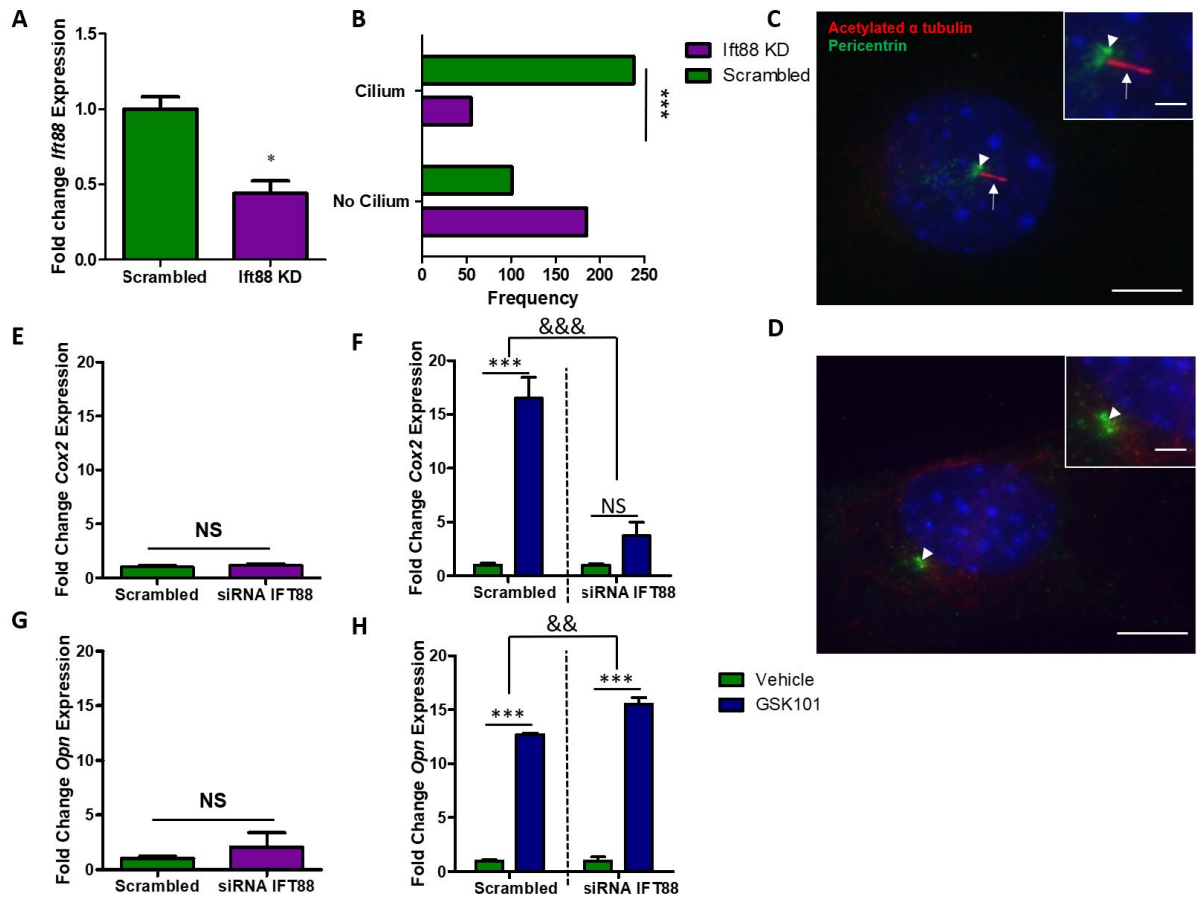 A
Fold change Ift88 Expression
1.5
1.0
0.5
0.0
*
Scrambled
Ift88 KD
B
Cilium
No Cilium
***
0
50
100
150
200
250
Frequency
Ift88 KD
Scrambled
C
Acetylated α tubulin
Pericentrin
D
E
Fold Change Cox2 Expression
20
15
10
5
0
NS
Scrambled
siRNA IFT88
F
Fold Change Cox2 Expression
20
15
10
5
0
&&&
***
NS
Scrambled
siRNA IFT88
G
Fold Change Opn Expression
20
15
10
5
0
NS
Scrambled
siRNA IFT88
H
Fold Change Opn Expression
20
15
10
5
0
&&
***
***
Scrambled
siRNA IFT88
Vehicle
GSK101